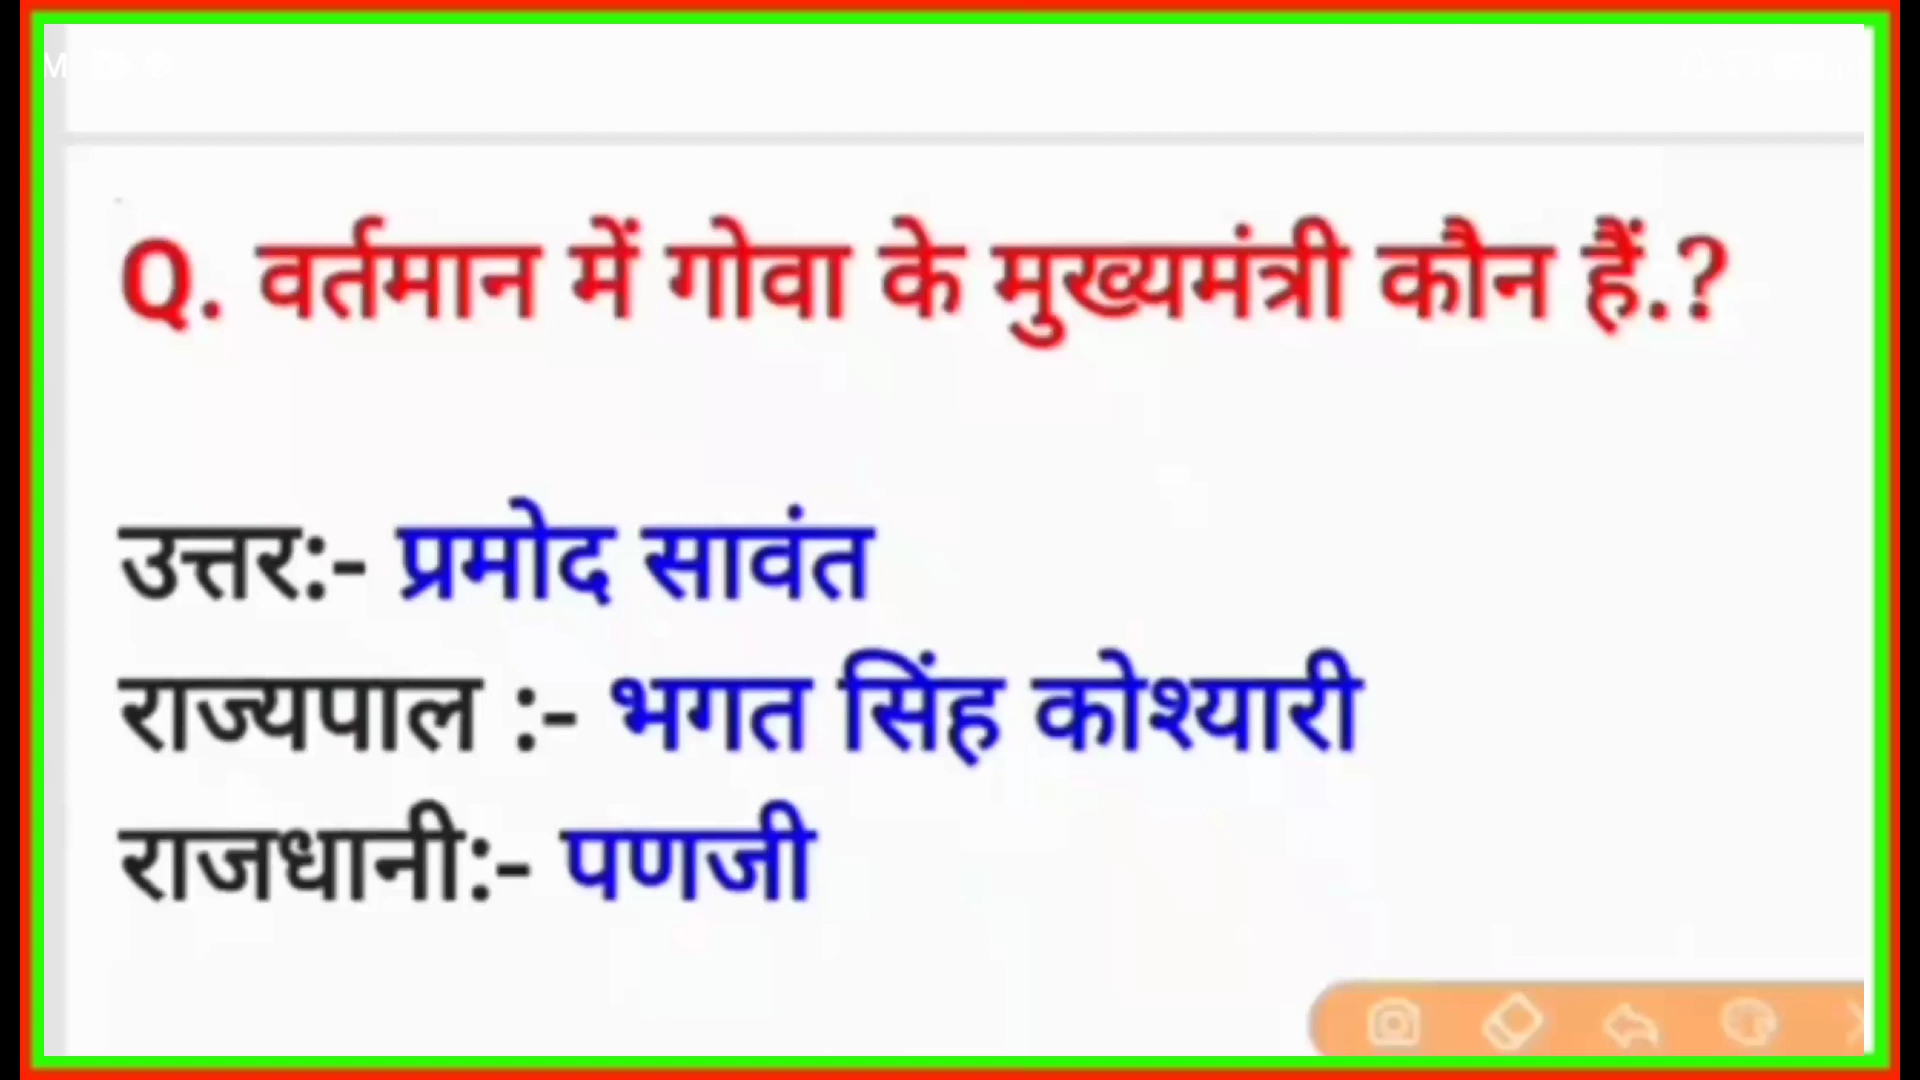 Q. वर्तमान में गोवा के मुख्यमंत्री कौन हैं.?
उत्तर:- प्रमोद सावंत
राज्यपाल :- भगत सिंह कोश्यारी
राजधानी:- पणजी